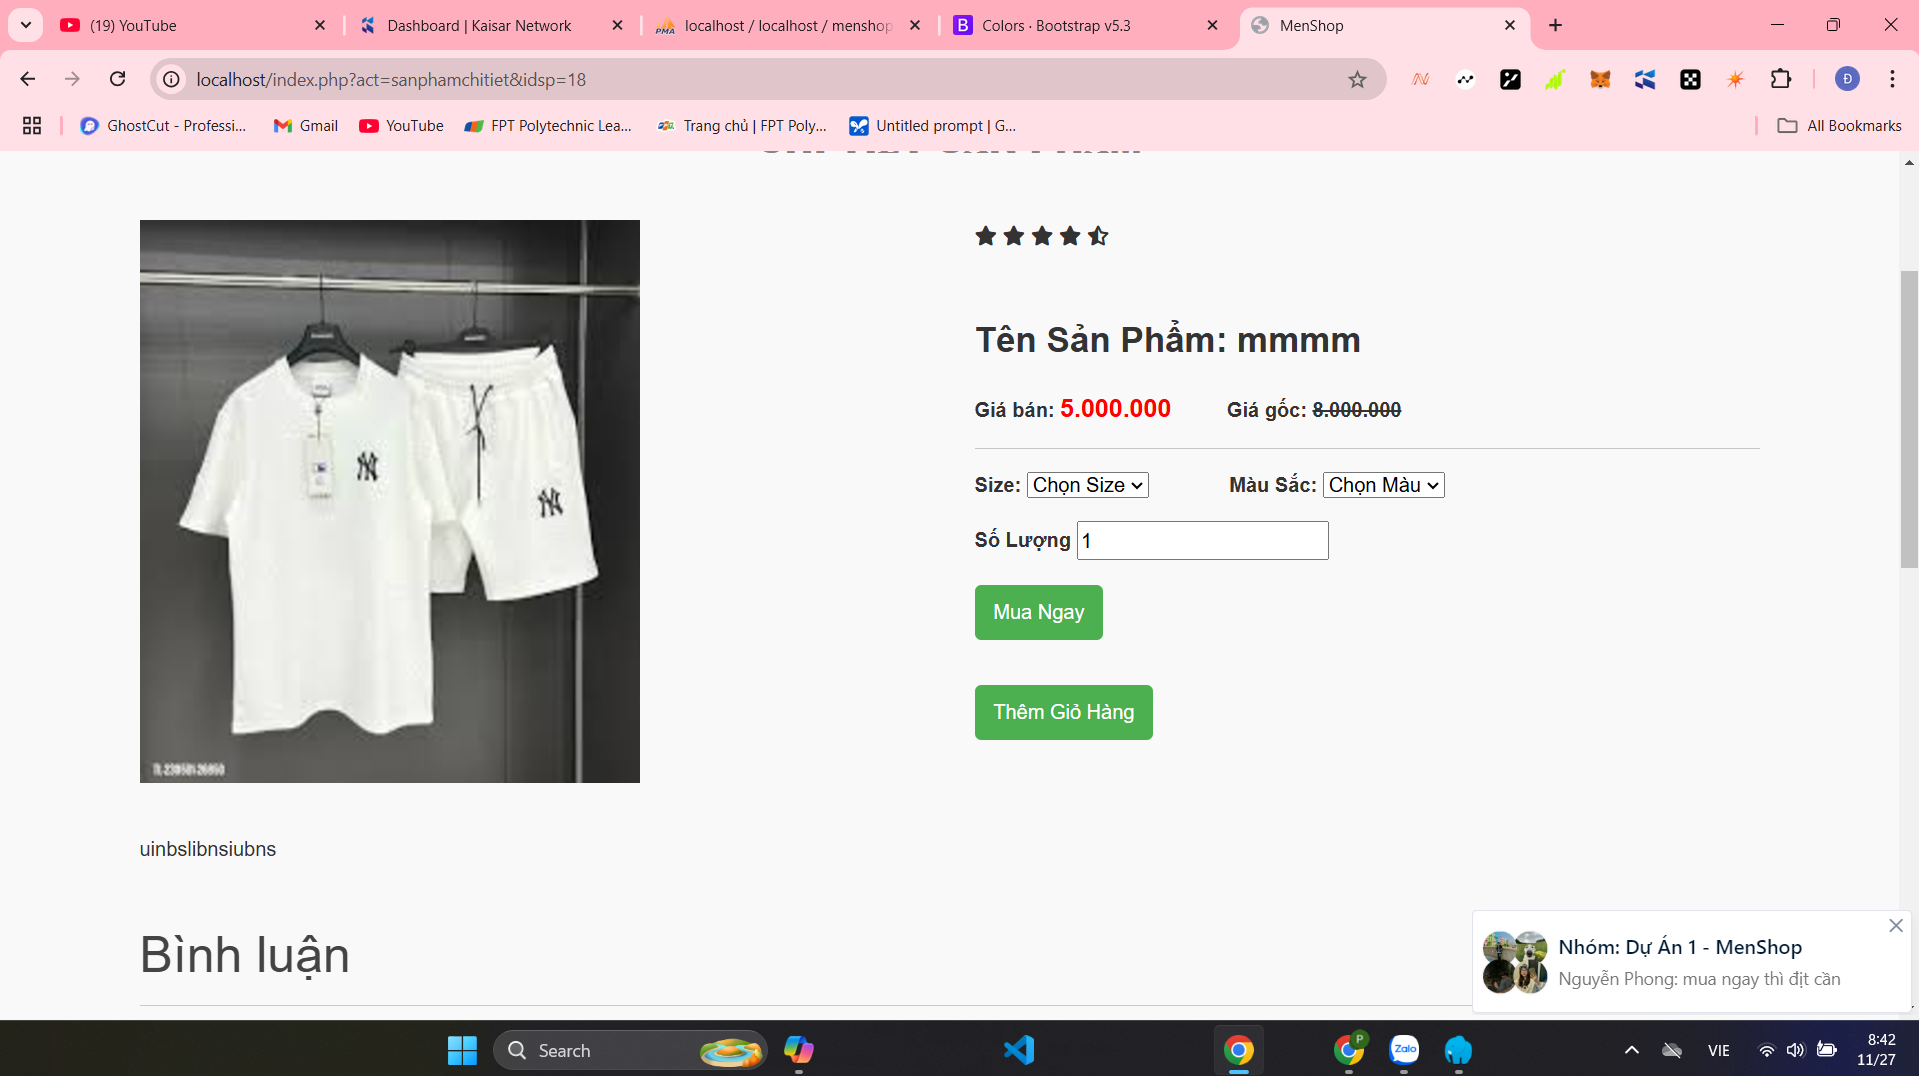 (19) YouTube
Dashboard | Kaisar Network
localhost / localhost / menshop
Colors · Bootstrap v5.3
MenShop
localhost/index.php?act=sanphamchitiet&idsp=18
GhostCut - Professi...
Gmail
YouTube
FPT Polytechnic Lea...
Trang chủ | FPT Poly...
Untitled prompt | G...
All Bookmarks
Tên Sản Phẩm: mmmm
Giá bán: 5.000.000 Giá gốc: 8.000.000
Size: Chọn Size Màu Sắc: Chọn Màu
Số Lượng 1
Mua Ngay
Thêm Giỏ Hàng
uinbslibnsiubns
Bình luận
Nhóm: Dự Án 1 - MenShop
Nguyễn Phong: mua ngay thì địt cần
Search
Zalo
VIE
8:42
11/27